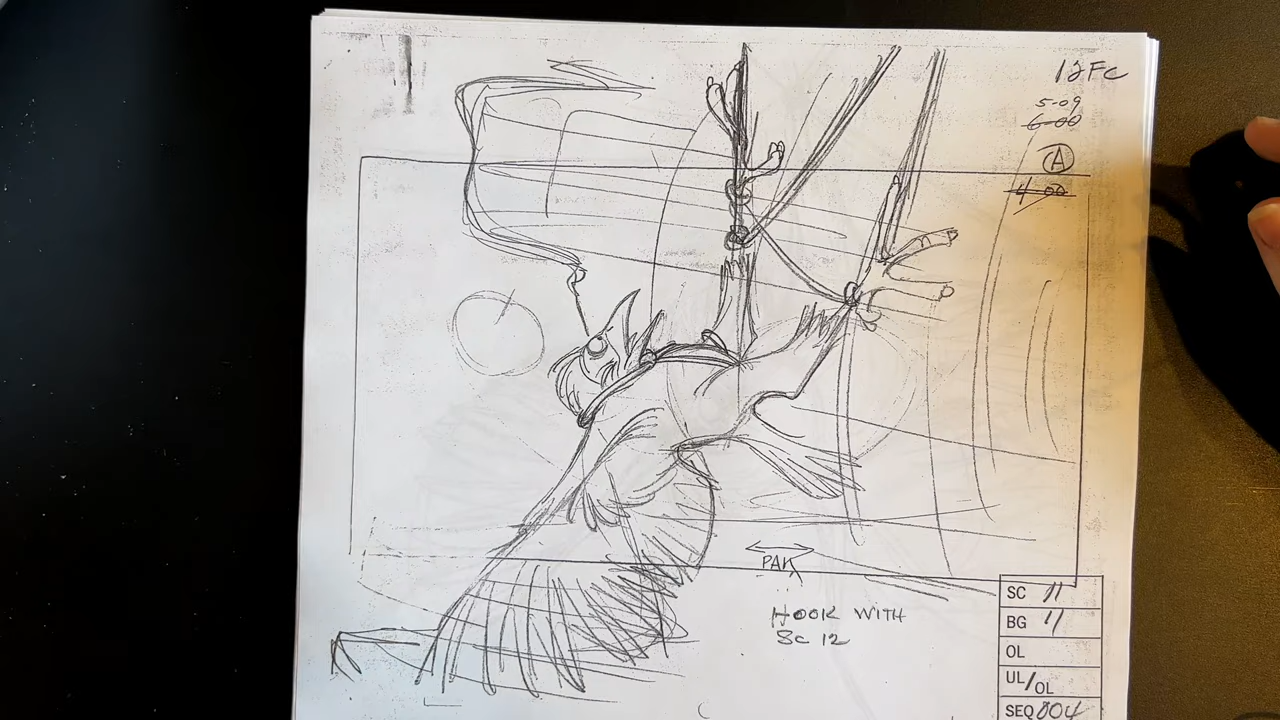 12Fc
5-09
6-00
A
4-00
PAN
HOOK WITH
Sc 12
SC 11
BG 11
OL
UL/OL
SEQ 804